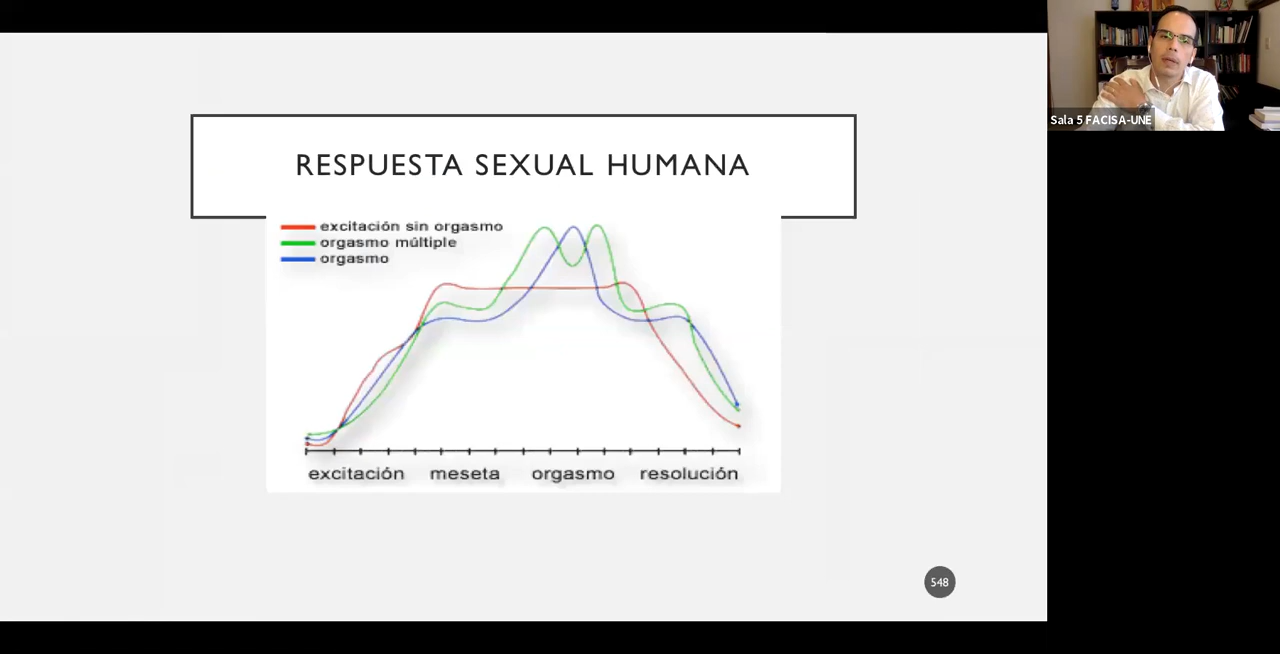 RESPUESTA SEXUAL HUMANA
excitación sin orgasmo
orgasmo múltiple
orgasmo
excitación meseta orgasmo resolución
548
Sala 5 FACISA-UNE